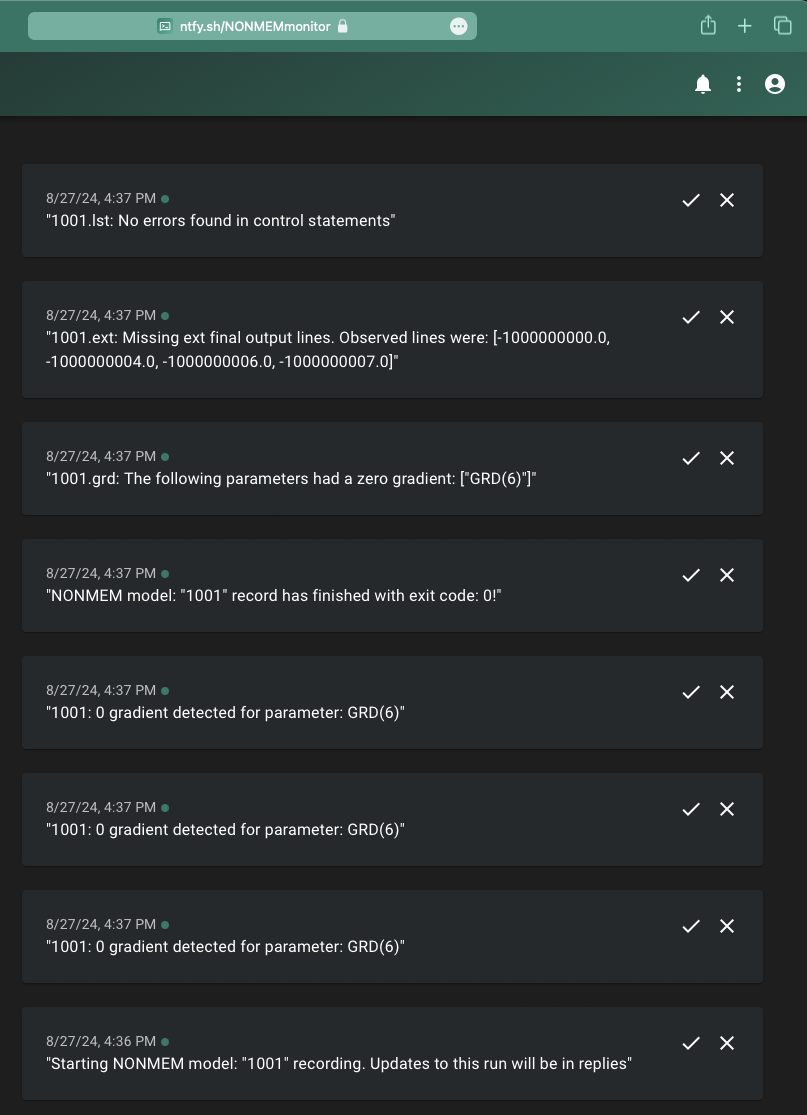 ntfy.sh/NONMEMmonitor
8/27/24, 4:37 PM
"1001.lst: No errors found in control statements"
8/27/24, 4:37 PM
"1001.ext: Missing ext final output lines. Observed lines were: [-1000000000.0,
-1000000004.0, -1000000006.0, -1000000007.0]"
8/27/24, 4:37 PM
"1001.grd: The following parameters had a zero gradient: ["GRD(6)"]"
8/27/24, 4:37 PM
"NONMEM model: "1001" record has finished with exit code: 0!"
8/27/24, 4:37 PM
"1001: 0 gradient detected for parameter: GRD(6)"
8/27/24, 4:37 PM
"1001: 0 gradient detected for parameter: GRD(6)"
8/27/24, 4:37 PM
"1001: 0 gradient detected for parameter: GRD(6)"
8/27/24, 4:36 PM
"Starting NONMEM model: "1001" recording. Updates to this run will be in replies"